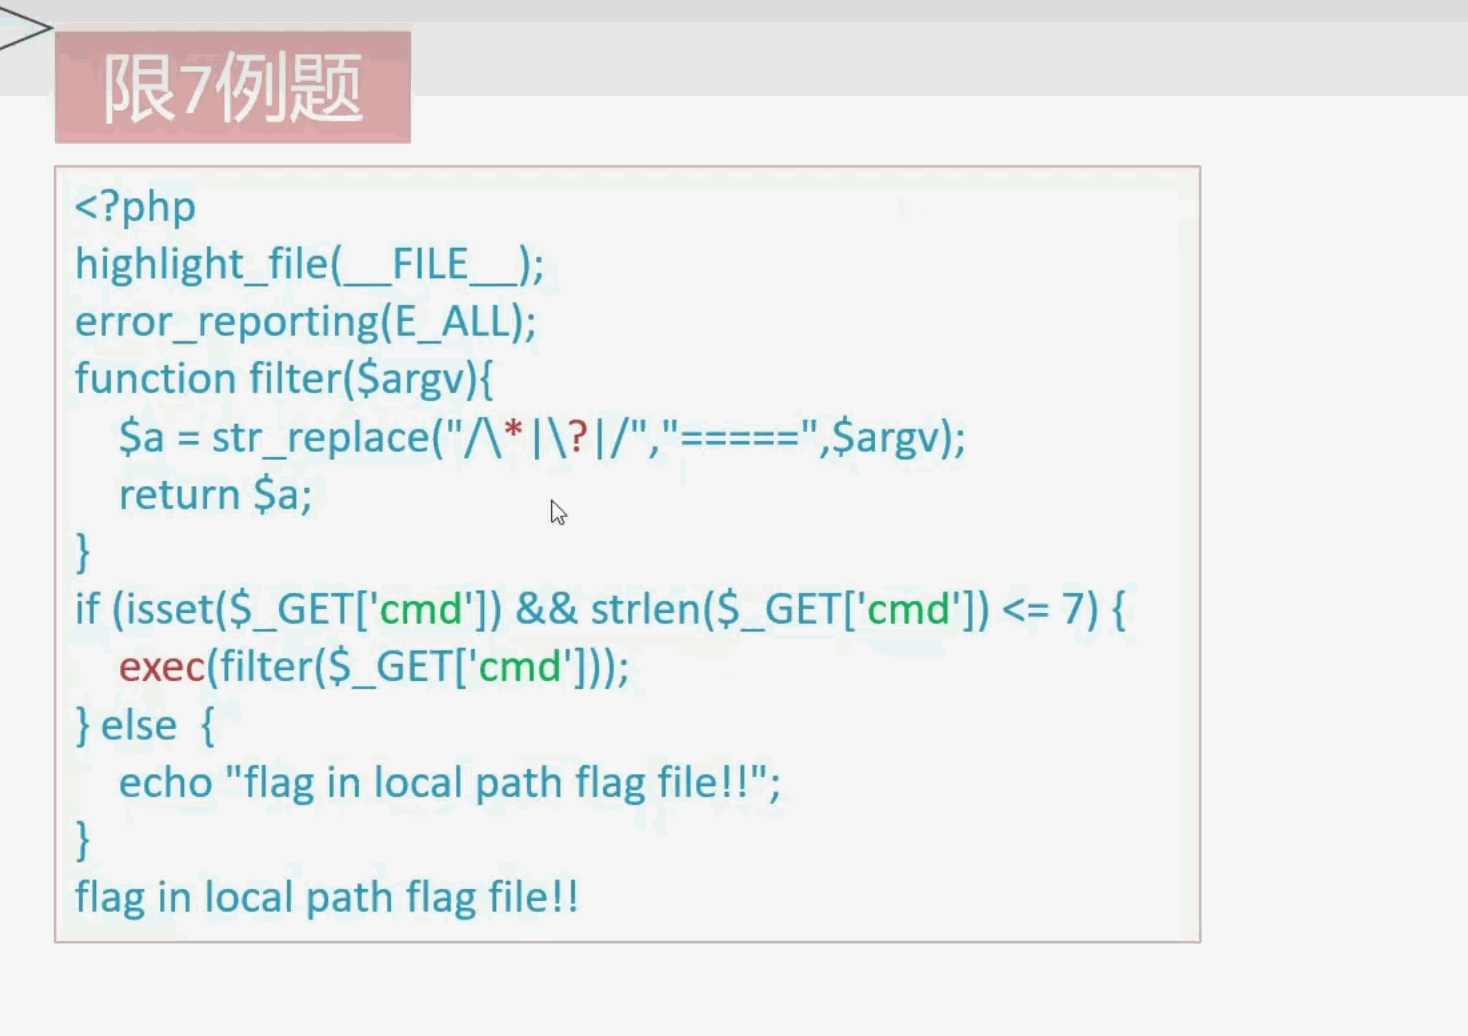 限7例题
<?php
highlight_file(__FILE__);
error_reporting(E_ALL);
function filter($argv){
    $a = str_replace("/\*|\?|/","=====",$argv);
    return $a;
}
if (isset($_GET['cmd']) && strlen($_GET['cmd']) <= 7) {
    exec(filter($_GET['cmd']));
} else  {
    echo "flag in local path flag file!!";
}
flag in local path flag file!!